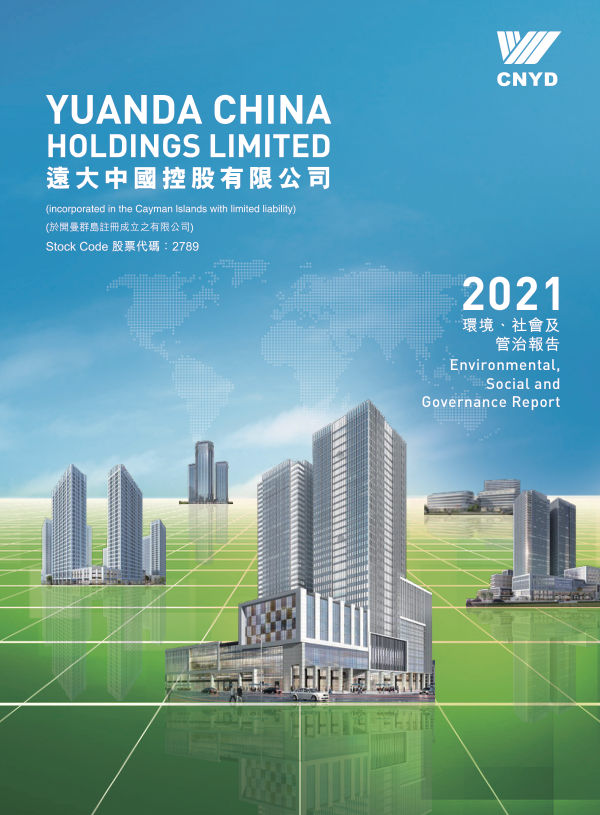 CNYD
YUANDA CHINA
HOLDINGS LIMITED
遠大中國控股有限公司
(incorporated in the Cayman Islands with limited liability)
(於開曼群島註冊成立之有限公司)
Stock Code 股票代碼：2789
2021
環境、社會及
管治報告
Environmental,
Social and
Governance Report